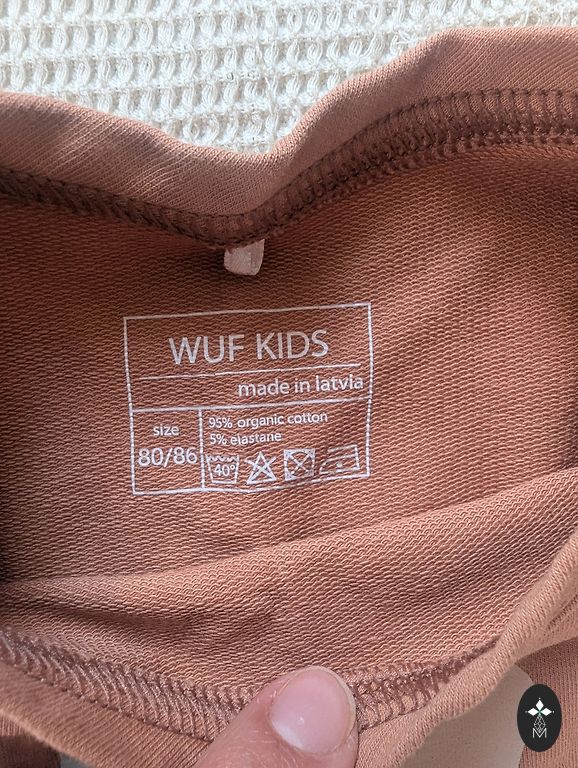 WUF KIDS
made in latvia
size
80/86
95% organic cotton
5% elastane
40°
M